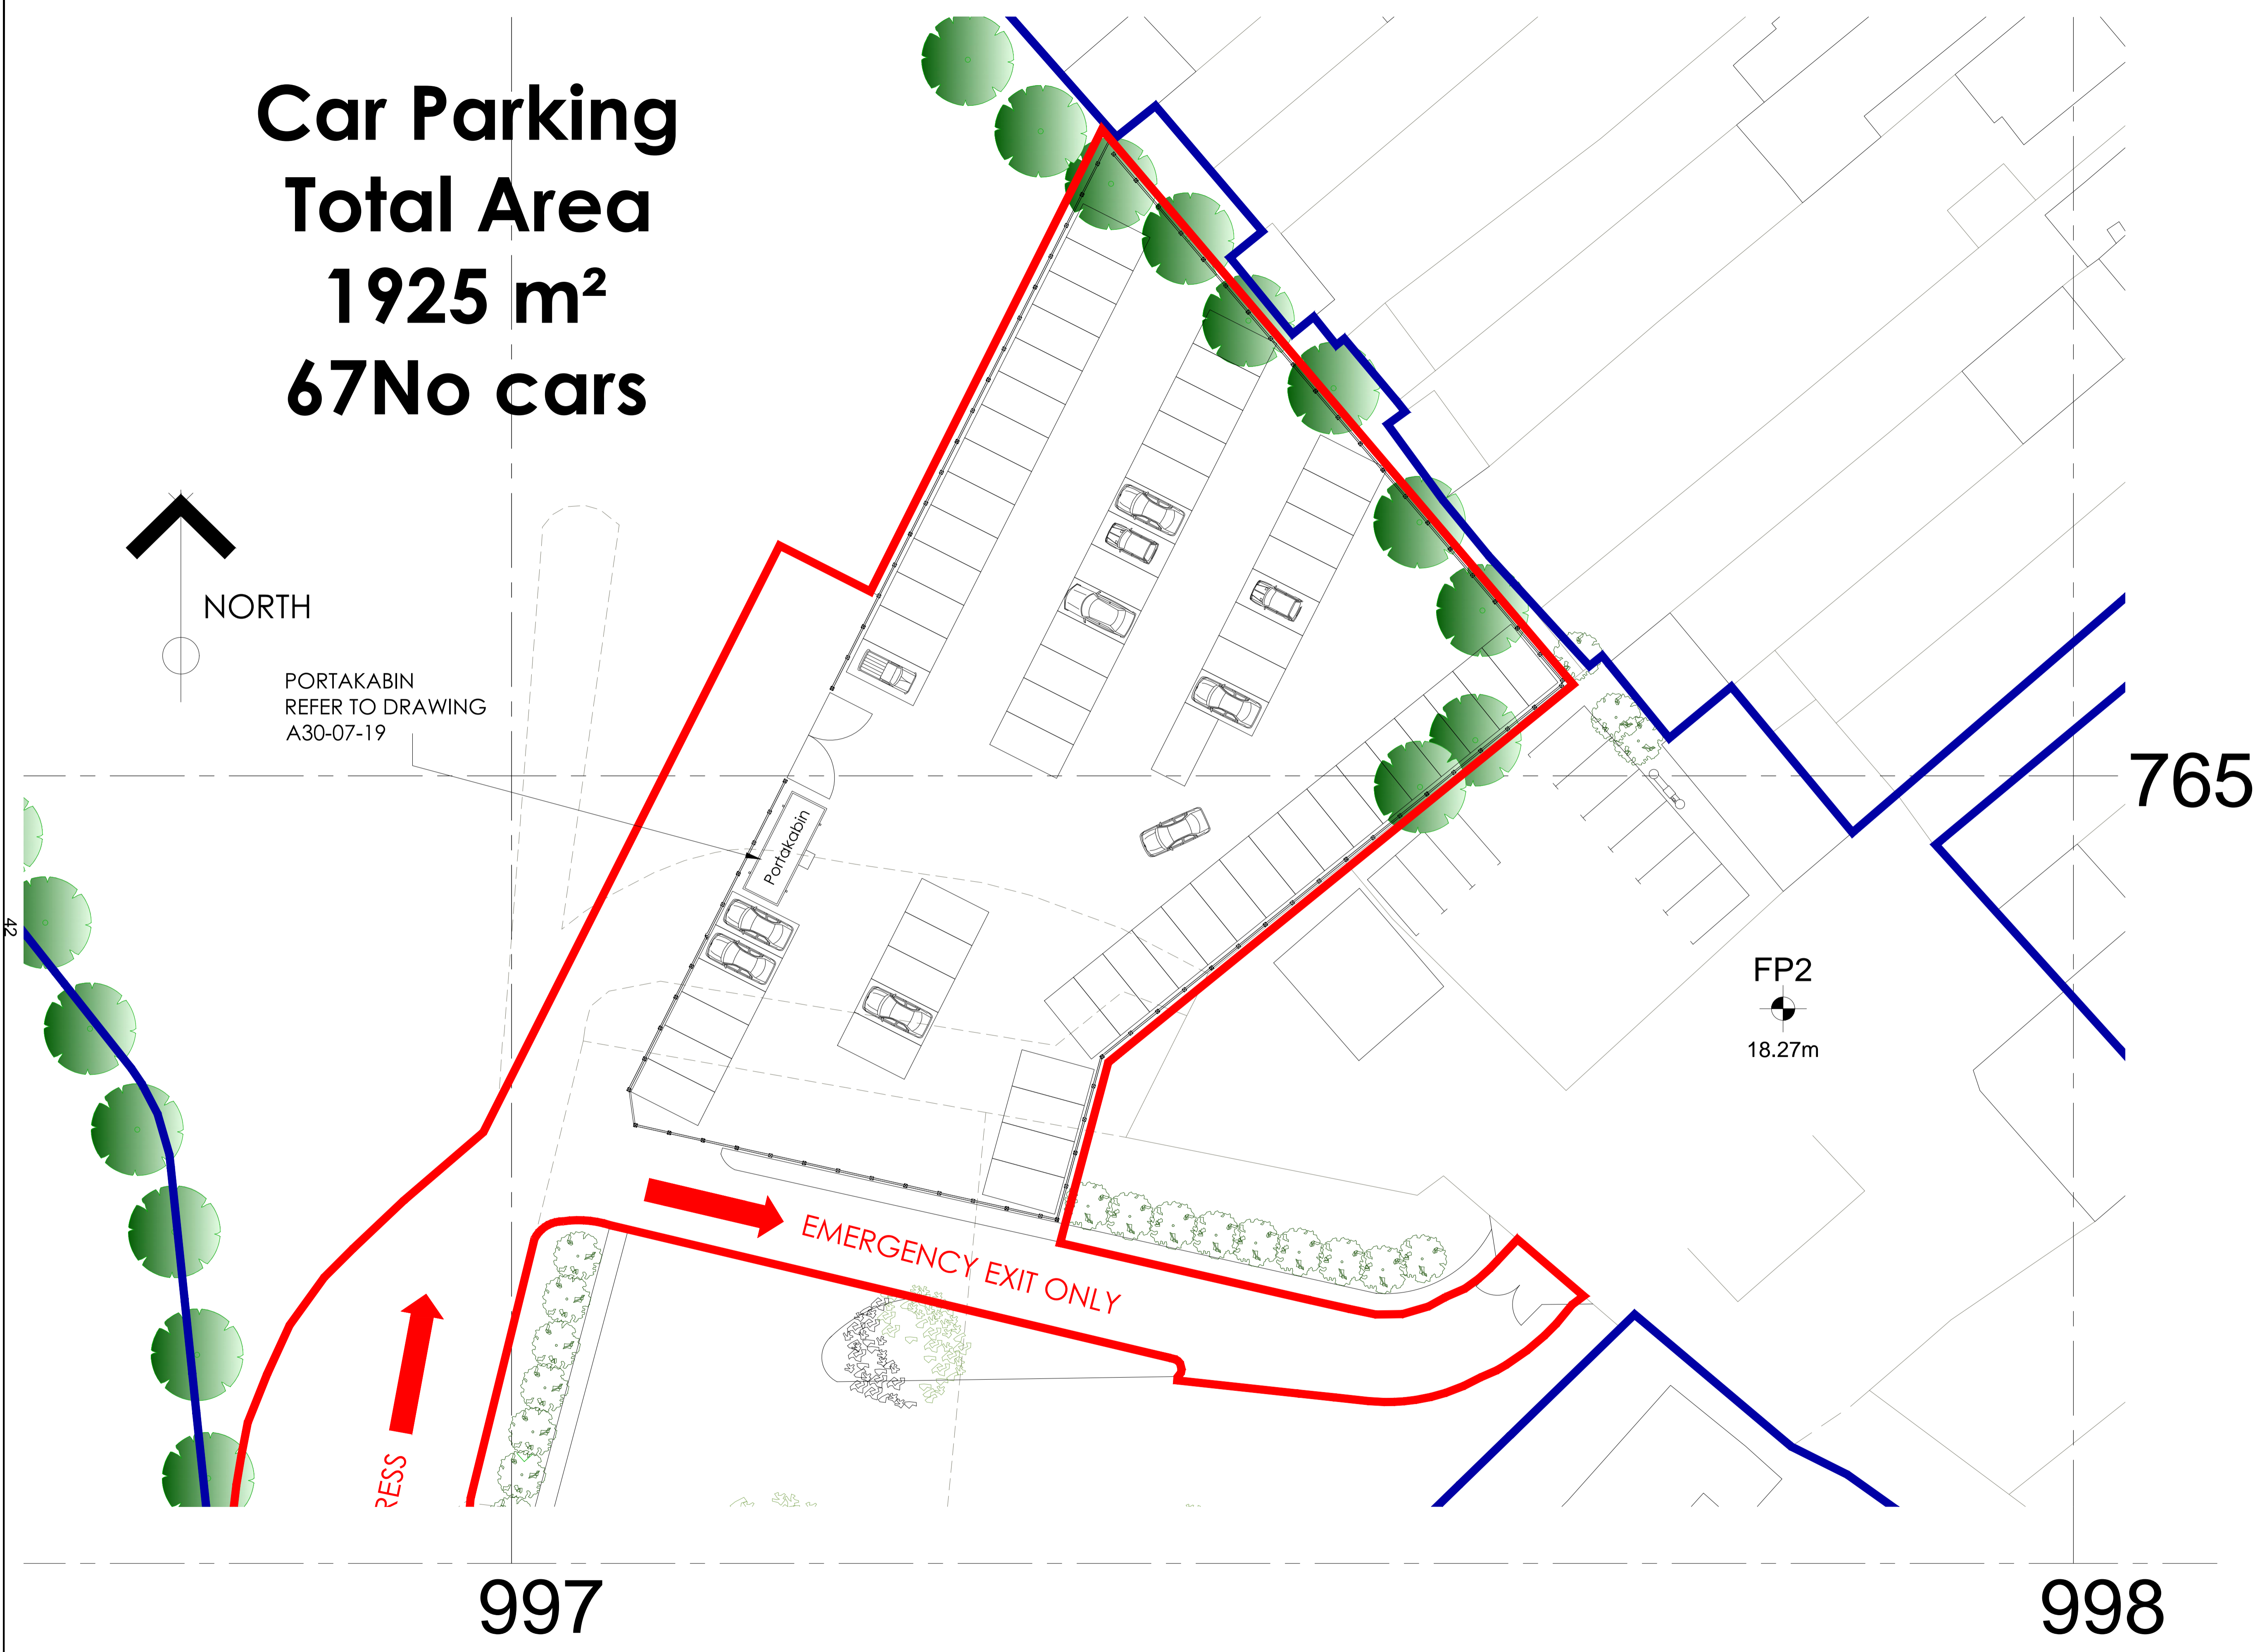 Car Parking
Total Area
1925 m²
67No cars
NORTH
PORTAKABIN
REFER TO DRAWING
A30-07-19
Portakabin
765
42
FP2
18.27m
EMERGENCY EXIT ONLY
RESS
997
998